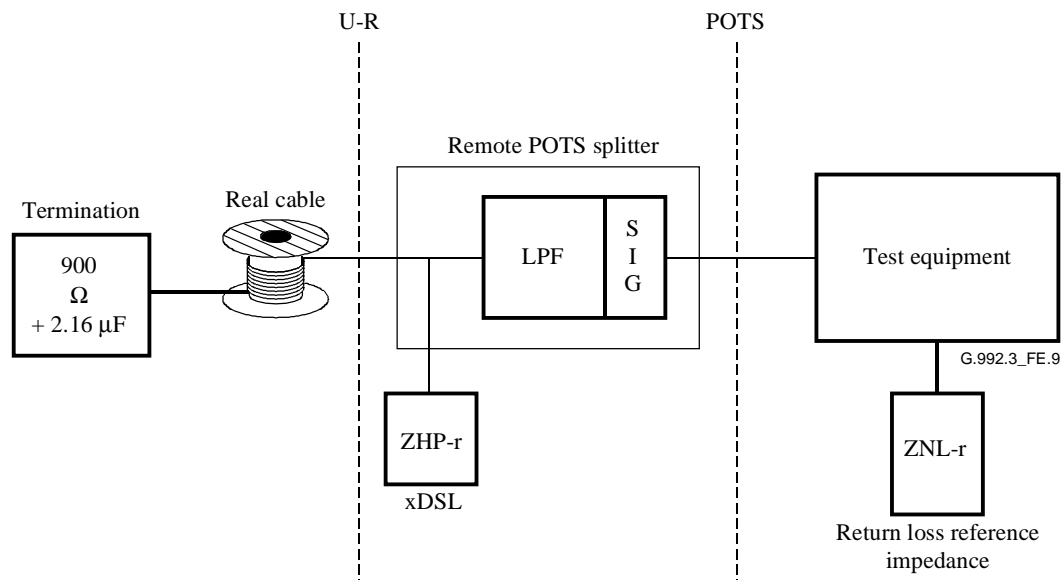 U-R
POTS
Remote POTS splitter
Termination
Real cable
900
Ω
+ 2.16 µF
LPF
S
I
G
Test equipment
G.992.3_FE.9
ZHP-r
xDSL
ZNL-r
Return loss reference
impedance